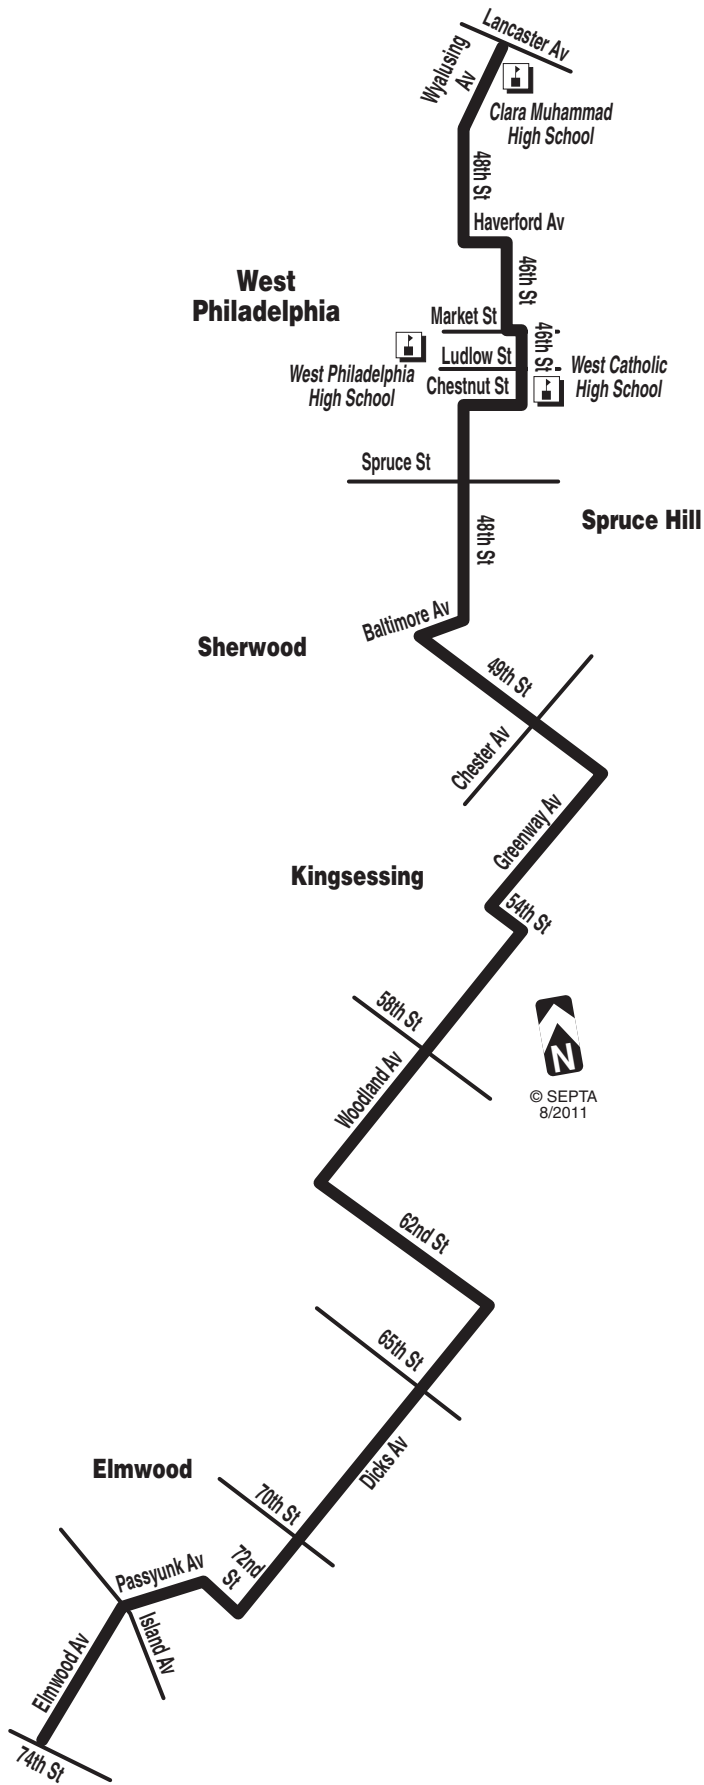 Lancaster Av
Wyalusing
Av
Clara Muhammad
High School
48th St
Haverford Av
46th St
West
Philadelphia
Market St
46th St
Ludlow St
West Philadelphia
High School
West Catholic
High School
Chestnut St
Spruce St
Spruce Hill
48th St
Baltimore Av
Sherwood
49th St
Chester Av
Greenway Av
Kingsessing
54th St
58th St
N
Woodland Av
© SEPTA
8/2011
62nd St
65th St
Dicks Av
Elmwood
70th St
72nd
St
Passyunk Av
Island Av
Elmwood Av
74th St